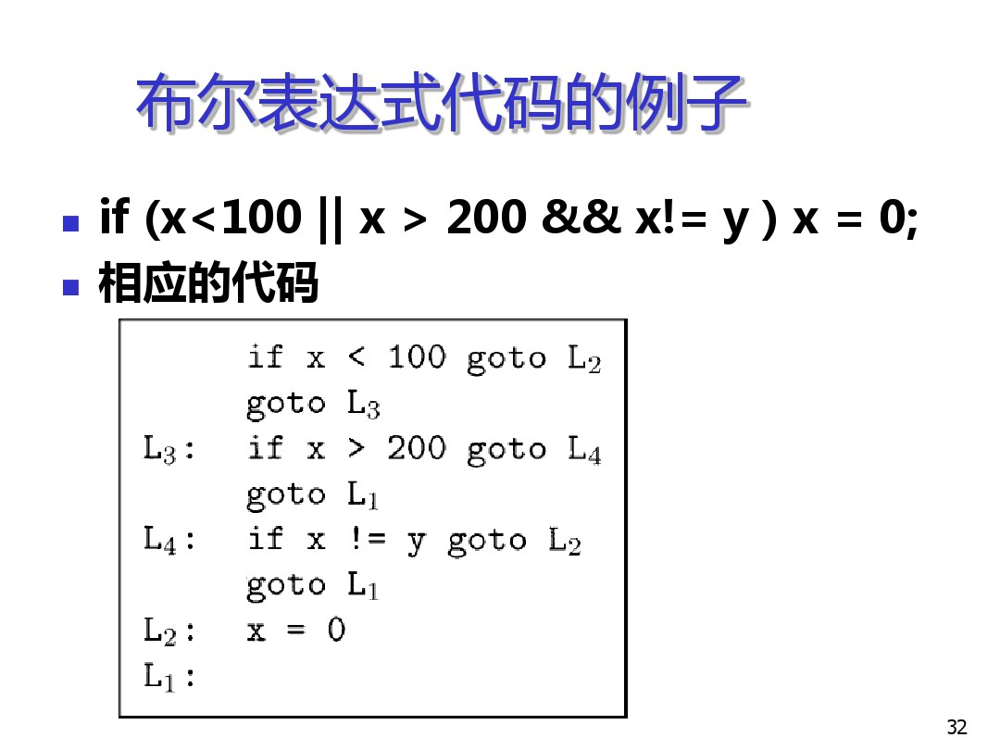 布尔表达式代码的例子
if (x<100 || x > 200 && x!= y ) x = 0;
相应的代码
if x < 100 goto L2
goto L3
L3: if x > 200 goto L4
goto L1
L4: if x != y goto L2
goto L1
L2: x = 0
L1:
32